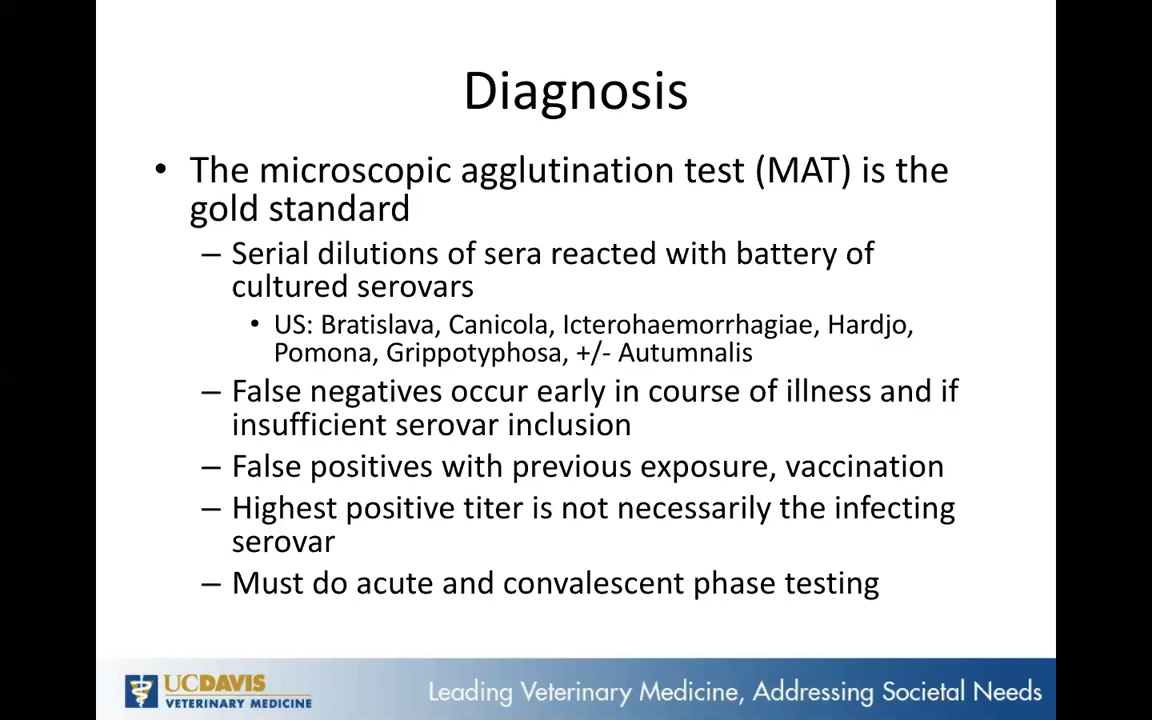 Diagnosis
• The microscopic agglutination test (MAT) is the
gold standard
– Serial dilutions of sera reacted with battery of
cultured serovars
• US: Bratislava, Canicola, Icterohaemorrhagiae, Hardjo,
Pomona, Grippotyphosa, +/- Autumnalis
– False negatives occur early in course of illness and if
insufficient serovar inclusion
– False positives with previous exposure, vaccination
– Highest positive titer is not necessarily the infecting
serovar
– Must do acute and convalescent phase testing
UCDAVIS
VETERINARY MEDICINE
Leading Veterinary Medicine, Addressing Societal Needs